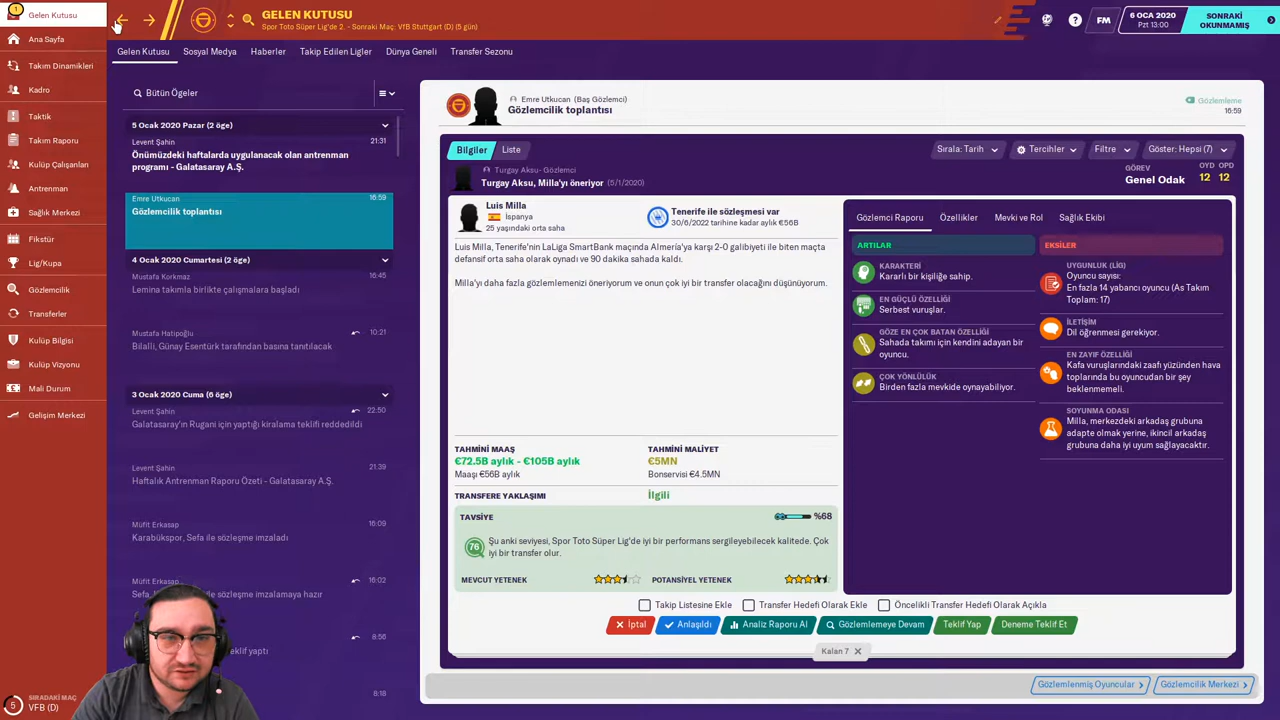 1
Gelen Kutusu
Ana Sayfa
Takım Dinamikleri
Kadro
Taktik
Takım Raporu
Kulüp Çalışanları
Antrenman
Sağlık Merkezi
Fikstür
Lig/Kupa
Gözlemcilik
Transferler
Kulüp Bilgisi
Kulüp Vizyonu
Mali Durum
Gelişim Merkezi
5
SIRADAKİ MAÇ
VFB (D)
GELEN KUTUSU
Spor Toto Süper Lig'de 2. - Sonraki Maç: VfB Stuttgart (D) (5 gün)
?
FM
6 OCA 2020
Pzt 13:00
SONRAKİ
OKUNMAMIŞ
Gelen Kutusu
Sosyal Medya
Haberler
Takip Edilen Ligler
Dünya Geneli
Transfer Sezonu
Bütün Ögeler
5 Ocak 2020 Pazar (2 öge)
Levent Şahin 21:31
Önümüzdeki haftalarda uygulanacak olan antrenman
programı - Galatasaray A.Ş.
Emre Utkucan 16:59
Gözlemcilik toplantısı
4 Ocak 2020 Cumartesi (2 öge)
Mustafa Korkmaz 16:45
Lemina takımla birlikte çalışmalara başladı
Mustafa Hatipoğlu 10:21
Bilalli, Günay Esentürk tarafından basına tanıtılacak
3 Ocak 2020 Cuma (6 öge)
Levent Şahin 22:50
Galatasaray'ın Rugani için yaptığı kiralama teklifi reddedildi
Levent Şahin 21:39
Haftalık Antrenman Raporu Özeti - Galatasaray A.Ş.
Müfit Erkasap 16:09
Karabükspor, Sefa ile sözleşme imzaladı
Müfit Erkasap 16:02
Sefa, ile sözleşme imzalamaya hazır
8:56
teklif yaptı
8:18
Emre Utkucan (Baş Gözlemci)
Gözlemcilik toplantısı
Gözlemleme
16:59
Bilgiler
Liste
Sırala: Tarih
Tercihler
Filtre
Göster: Hepsi (7)
Turgay Aksu- Gözlemci
Turgay Aksu, Milla'yı öneriyor (5/1/2020)
GÖREV
Genel Odak
OYD OPD
12 12
Luis Milla
İspanya
25 yaşındaki orta saha
Tenerife ile sözleşmesi var
30/6/2022 tarihine kadar aylık €56B
Luis Milla, Tenerife'nin LaLiga SmartBank maçında Almería'ya karşı 2-0 galibiyeti ile biten maçta
defansif orta saha olarak oynadı ve 90 dakika sahada kaldı.
Milla'yı daha fazla gözlemlemenizi öneriyorum ve onun çok iyi bir transfer olacağını düşünüyorum.
TAHMİNİ MAAŞ
€72.5B aylık - €105B aylık
Maaşı €56B aylık
TAHMİNİ MALİYET
€5MN
Bonservisi €4.5MN
TRANSFERE YAKLAŞIMI
İlgili
TAVSİYE
%68
76
Şu anki seviyesi, Spor Toto Süper Lig'de iyi bir performans sergileyebilecek kalitede. Çok
iyi bir transfer olur.
MEVCUT YETENEK
POTANSİYEL YETENEK
Gözlemci Raporu
Özellikler
Mevki ve Rol
Sağlık Ekibi
ARTILAR
KARAKTERİ
Kararlı bir kişiliğe sahip.
EN GÜÇLÜ ÖZELLİĞİ
Serbest vuruşlar.
GÖZE EN ÇOK BATAN ÖZELLİĞİ
Sahada takımı için kendini adayan bir
oyuncu.
ÇOK YÖNLÜLÜK
Birden fazla mevkide oynayabiliyor.
EKSİLER
UYGUNLUK (LİG)
Oyuncu sayısı:
En fazla 14 yabancı oyuncu (As Takım
Toplam: 17)
İLETİŞİM
Dil öğrenmesi gerekiyor.
EN ZAYIF ÖZELLİĞİ
Kafa vuruşlarındaki zaafı yüzünden hava
toplarında bu oyuncudan bir şey
beklenmemeli.
SOYUNMA ODASI
Milla, merkezdeki arkadaş grubuna
adapte olmak yerine, ikincil arkadaş
grubuna daha iyi uyum sağlayacaktır.
Takip Listesine Ekle
Transfer Hedefi Olarak Ekle
Öncelikli Transfer Hedefi Olarak Açıkla
İptal
Anlaşıldı
Analiz Raporu Al
Gözlemlemeye Devam
Teklif Yap
Deneme Teklif Et
Kalan 7
Gözlemlenmiş Oyuncular
Gözlemcilik Merkezi